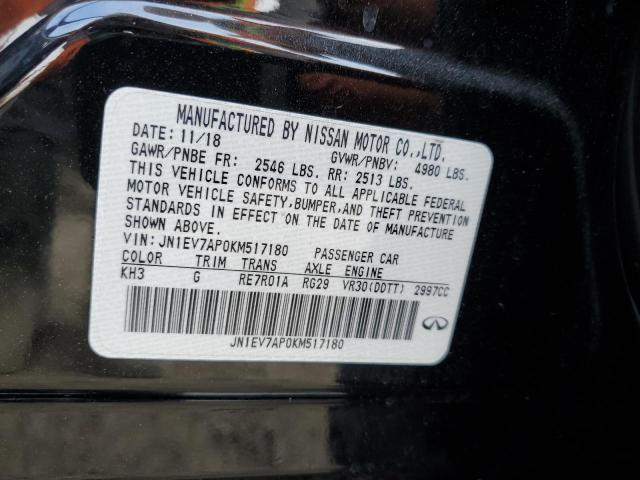 MANUFACTURED BY NISSAN MOTOR CO.,LTD.
DATE: 11/18 GVWR/PNBV: 4980 LBS.
GAWR/PNBE FR: 2546 LBS. RR: 2513 LBS.
THIS VEHICLE CONFORMS TO ALL APPLICABLE FEDERAL
MOTOR VEHICLE SAFETY, BUMPER, AND THEFT PREVENTION
STANDARDS IN EFFECT ON THE DATE OF MANUFACTURE
SHOWN ABOVE.
VIN: JN1EV7AP0KM517180 PASSENGER CAR
COLOR TRIM TRANS AXLE ENGINE
KH3 G RE7R01A RG29 VR30(DDTT) 2997CC
JN1EV7AP0KM517180